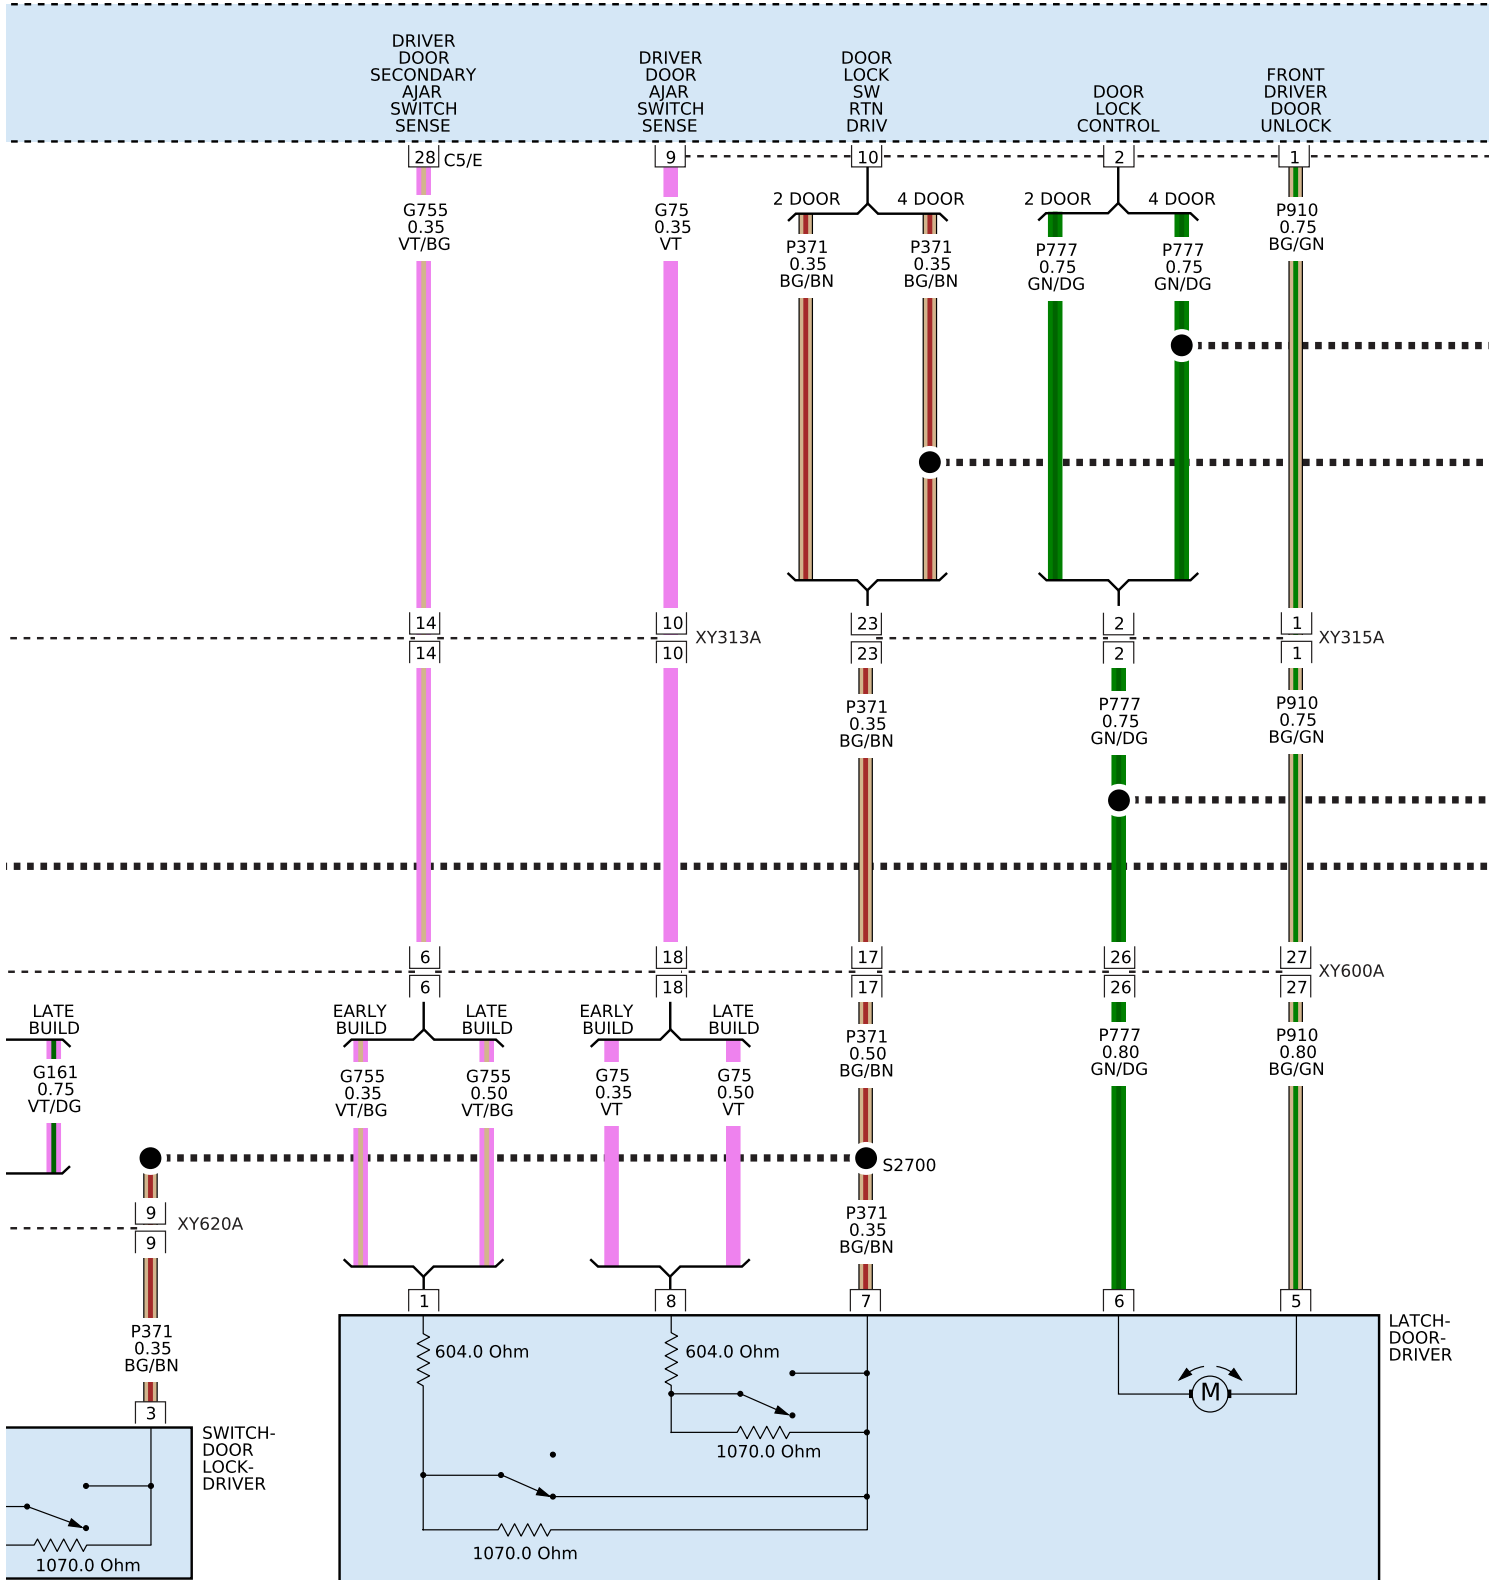 DRIVER
DOOR
SECONDARY
AJAR
SWITCH
SENSE
DRIVER
DOOR
AJAR
SWITCH
SENSE
DOOR
LOCK
SW
RTN
DRIV
DOOR
LOCK
CONTROL
FRONT
DRIVER
DOOR
UNLOCK
28 C5/E
9
10
2
1
2 DOOR
4 DOOR
2 DOOR
4 DOOR
G755
0.35
VT/BG
G75
0.35
VT
P371
0.35
BG/BN
P371
0.35
BG/BN
P777
0.75
GN/DG
P777
0.75
GN/DG
P910
0.75
BG/GN
14
10
23
2
1
XY313A
XY315A
14
10
23
2
1
P371
0.35
BG/BN
P777
0.75
GN/DG
P910
0.75
BG/GN
6
18
17
26
27
XY600A
6
18
17
26
27
LATE
BUILD
EARLY
BUILD
LATE
BUILD
EARLY
BUILD
LATE
BUILD
G161
0.75
VT/DG
G755
0.35
VT/BG
G755
0.50
VT/BG
G75
0.35
VT
G75
0.50
VT
P371
0.50
BG/BN
P777
0.80
GN/DG
P910
0.80
BG/GN
S2700
9
XY620A
9
P371
0.35
BG/BN
1
8
7
6
5
P371
0.35
BG/BN
3
LATCH-
DOOR-
DRIVER
604.0 Ohm
604.0 Ohm
M
1070.0 Ohm
1070.0 Ohm
SWITCH-
DOOR
LOCK-
DRIVER
1070.0 Ohm